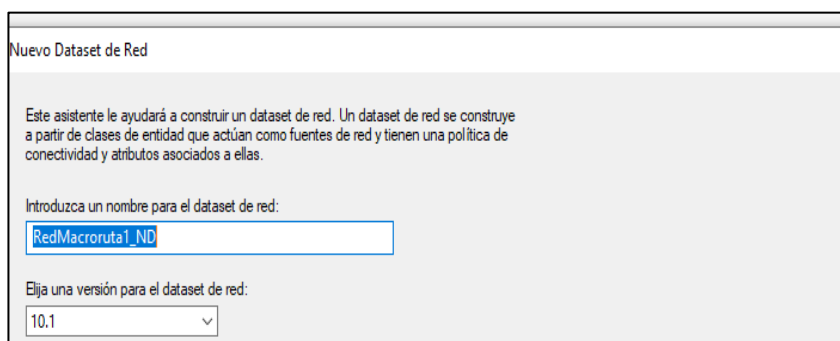 Nuevo Dataset de Red
Este asistente le ayudará a construir un dataset de red. Un dataset de red se construye
a partir de clases de entidad que actúan como fuentes de red y tienen una política de
conectividad y atributos asociados a ellas.
Introduzca un nombre para el dataset de red:
RedMacroruta1_ND
Elija una versión para el dataset de red:
10.1